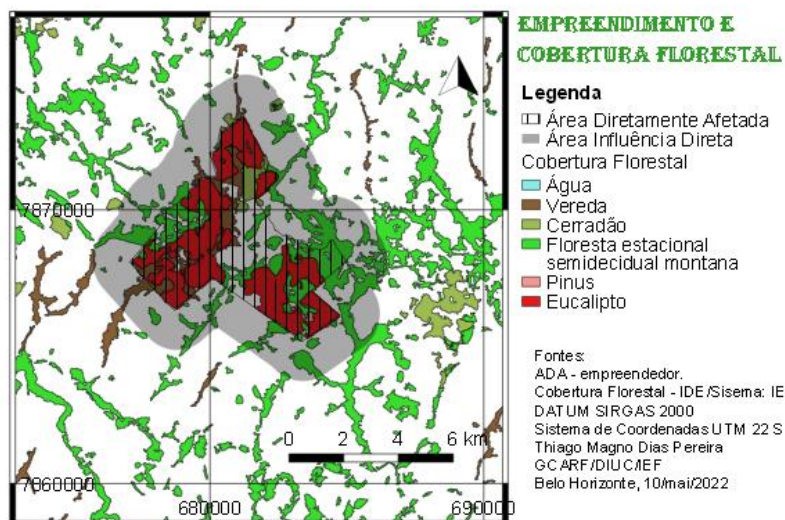 EMPREENDIMENTO E
COBERTURA FLORESTAL
Legenda
Área Diretamente Afetada
Área Influência Direta
Cobertura Florestal
Água
Vereda
Cerradão
Floresta estacional
semidecidual montana
Pinus
Eucalipto
Fontes:
ADA - empreendedor.
Cobertura Florestal - IDE/Sisema: IE
DATUM SIRGAS 2000
Sistema de Coordenadas UTM 22 S
Thiago Magno Dias Pereira
GCARF/DIUC/IEF
Belo Horizonte, 10/mai/2022
7870000
0 2 4 6 km
7860000
680000
690000